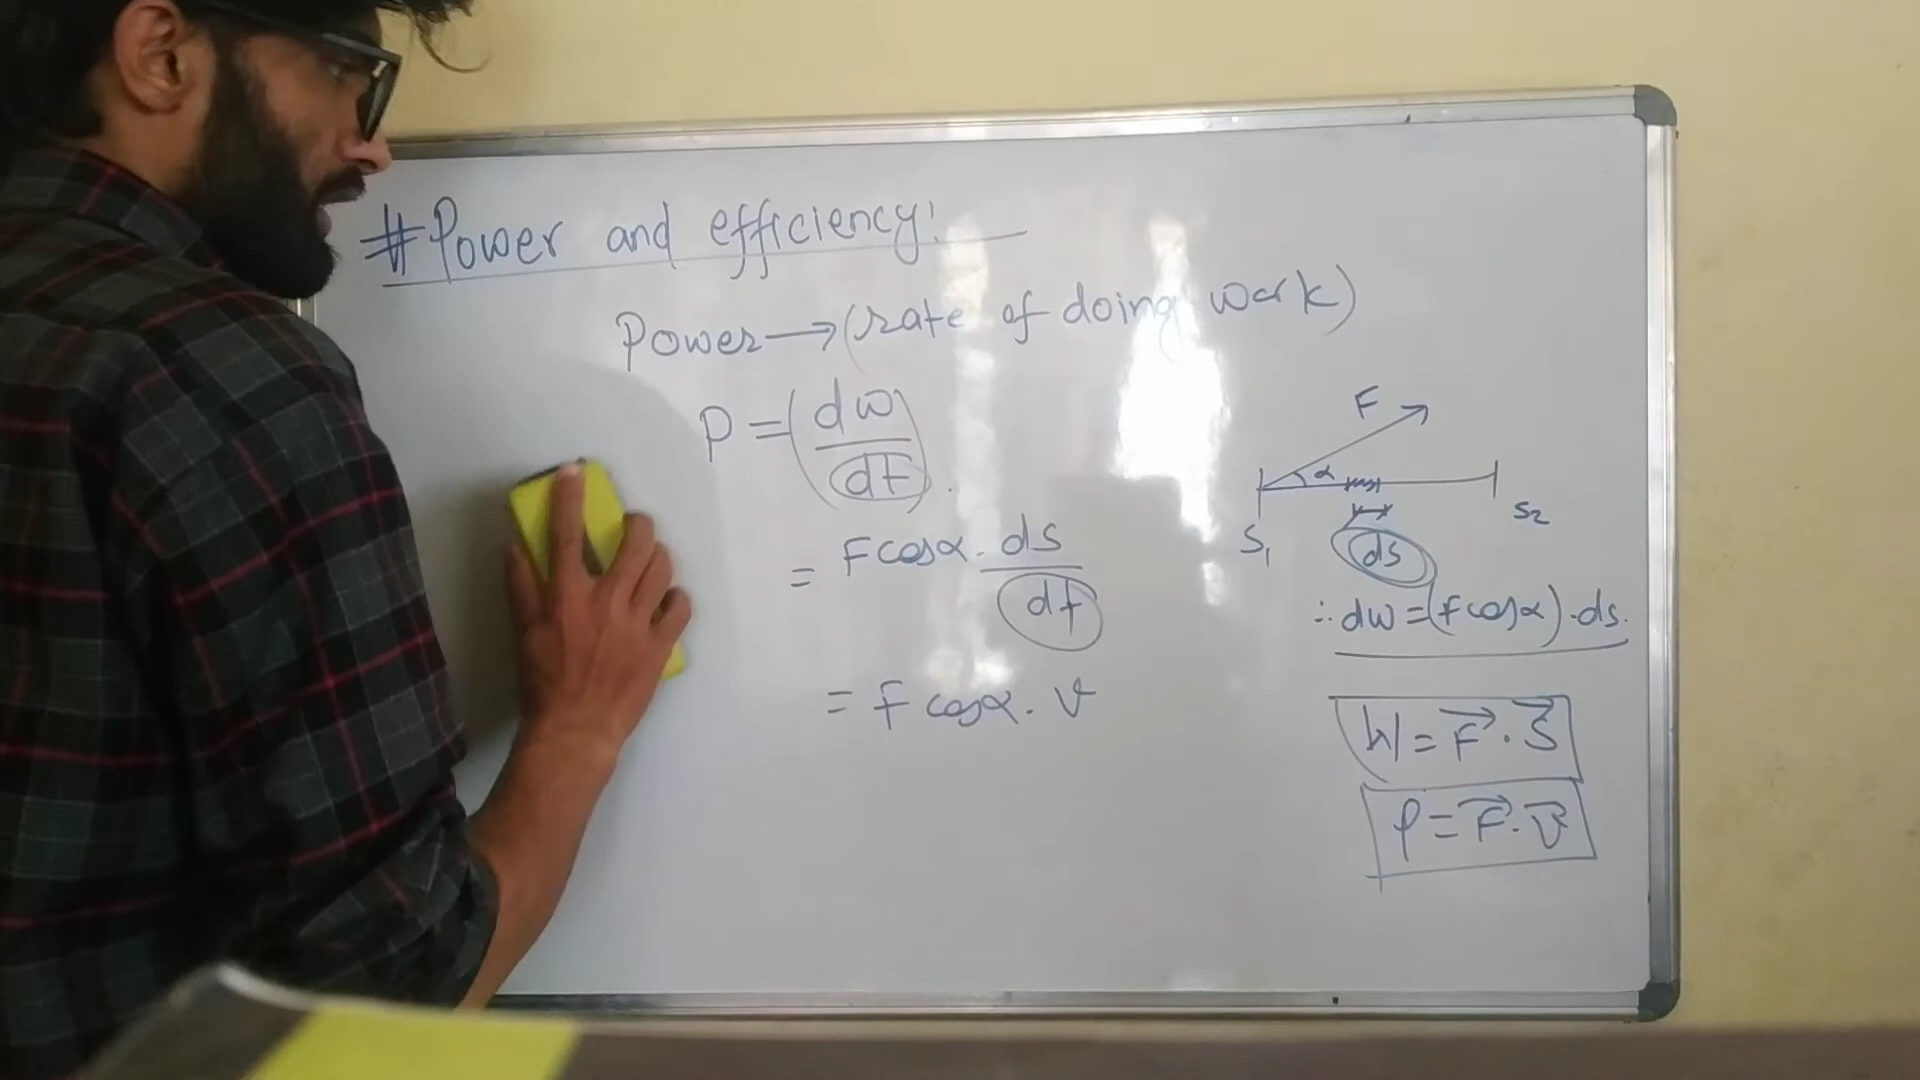 # Power and efficiency:
Power → (rate of doing work)
P = (dw/dt)
= Fcosα · ds/dt
= F cosα · v
F
α
S₁
S₂
ds
∴ dw = (Fcosα) · ds.
W = F⃗ · S⃗
P = F⃗ · v⃗